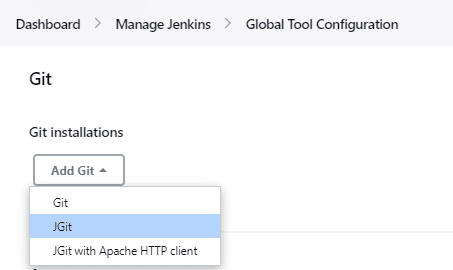 Dashboard > Manage Jenkins > Global Tool Configuration
Git
Git installations
Add Git
Git
JGit
JGit with Apache HTTP client